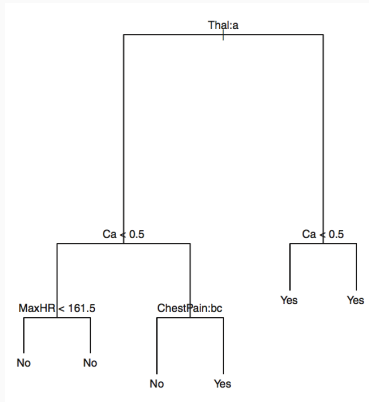 Thal:a
Ca < 0.5
Ca < 0.5
MaxHR < 161.5
ChestPain:bc
Yes
Yes
No
No
No
Yes